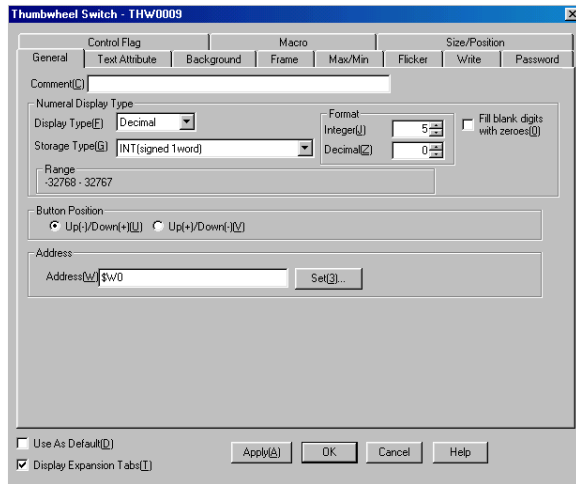 Thumbwheel Switch - THW0009
Control Flag Macro Size/Position
General Text Attribute Background Frame Max/Min Flicker Write Password
Comment(C)
Numeral Display Type
Display Type(F) Decimal
Storage Type(G) INT(signed 1word)
Format
Integer(J) 5
Decimal(Z) 0
Fill blank digits
with zeroes(0)
Range
-32768 - 32767
Button Position
Up(-)/Down(+)(U) Up(+)/Down(-)(V)
Address
Address(W) $W0 Set(3)...
Use As Default(D)
Display Expansion Tabs(T)
Apply(A) OK Cancel Help